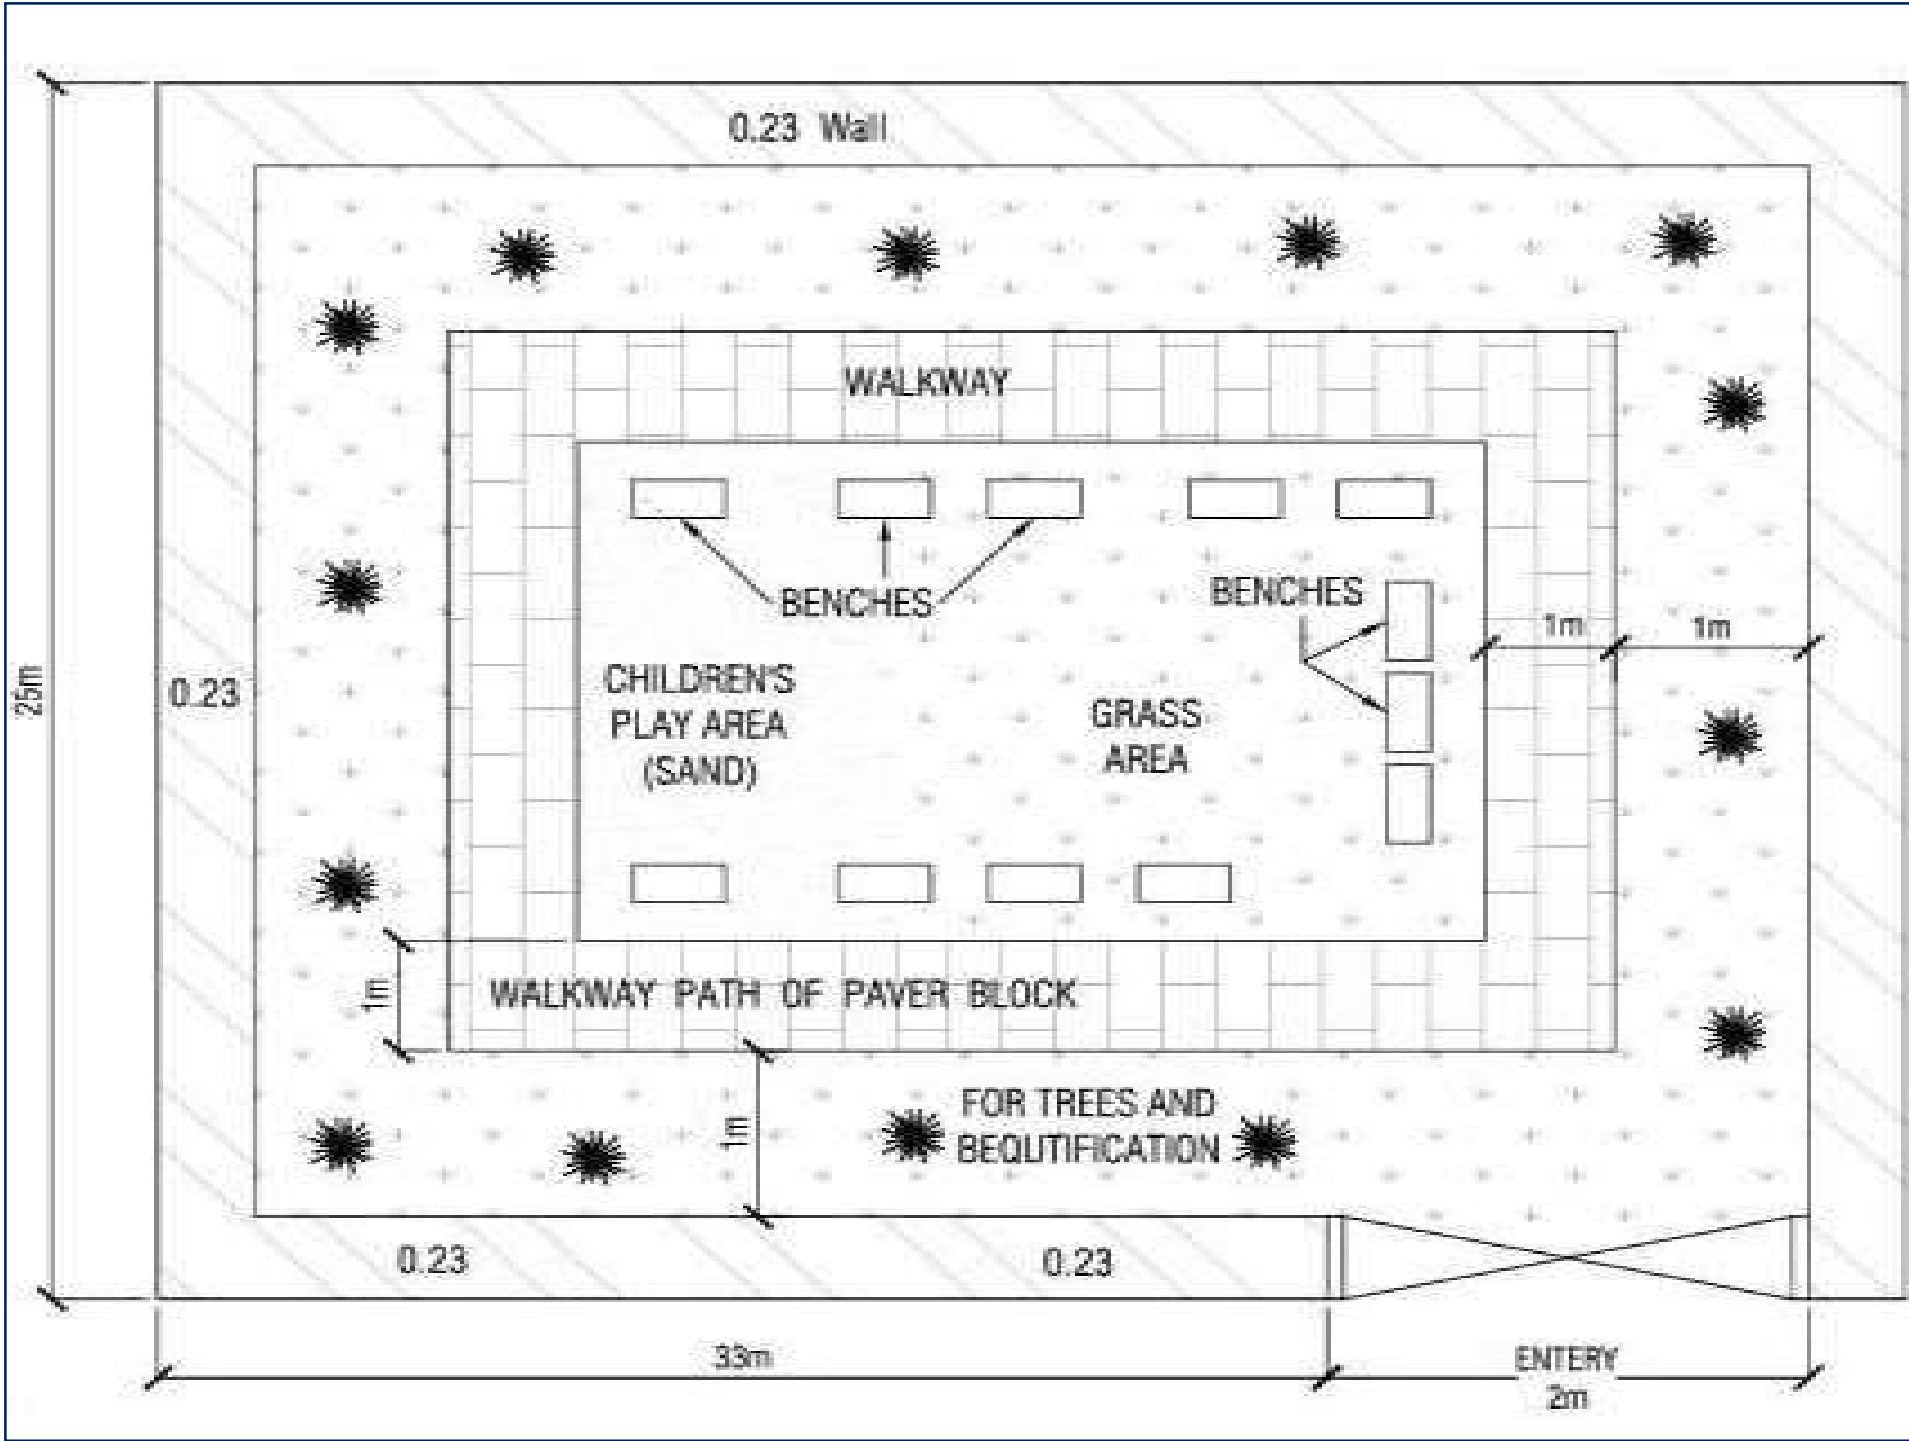 0.23 Wall
WALKWAY
BENCHES
BENCHES
1m
1m
25m
0.23
CHILDREN'S
PLAY AREA
(SAND)
GRASS
AREA
1m
WALKWAY PATH OF PAVER BLOCK
1m
FOR TREES AND
BEQUTIFICATION
0.23
0.23
33m
ENTERY
2m